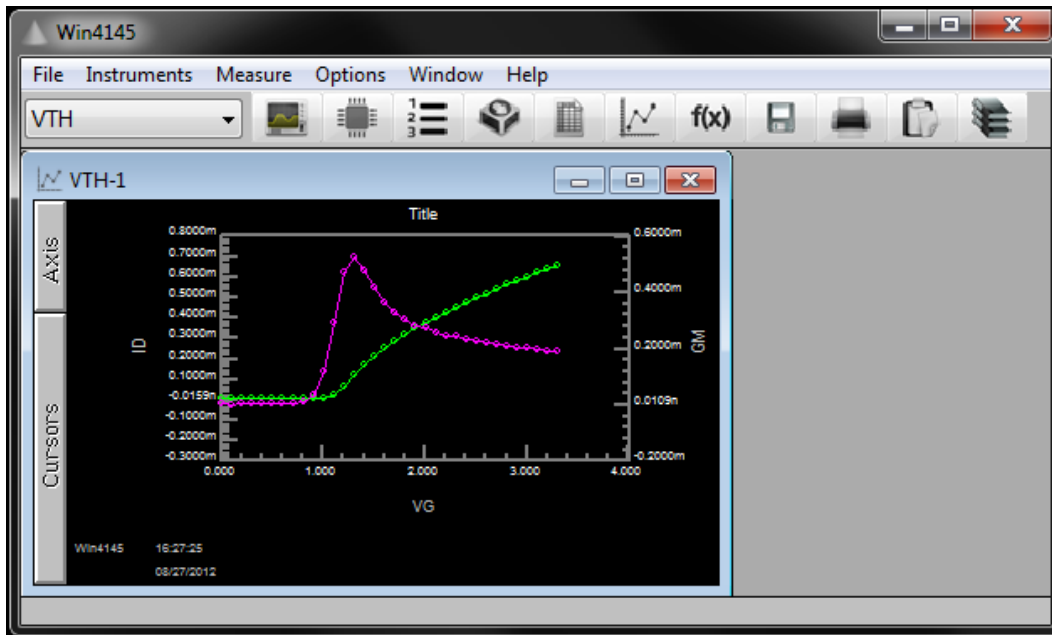 Win4145
File Instruments Measure Options Window Help
VTH
1
2
3
f(x)
VTH-1
Axis
Cursors
Title
0.8000m
0.7000m
0.6000m
0.5000m
0.4000m
0.3000m
0.2000m
0.1000m
-0.0159n
-0.1000m
-0.2000m
-0.3000m
ID
0.6000m
0.4000m
0.2000m
0.0109n
-0.2000m
GM
0.000 1.000 2.000 3.000 4.000
VG
Win4145 16:27:25
08/27/2012